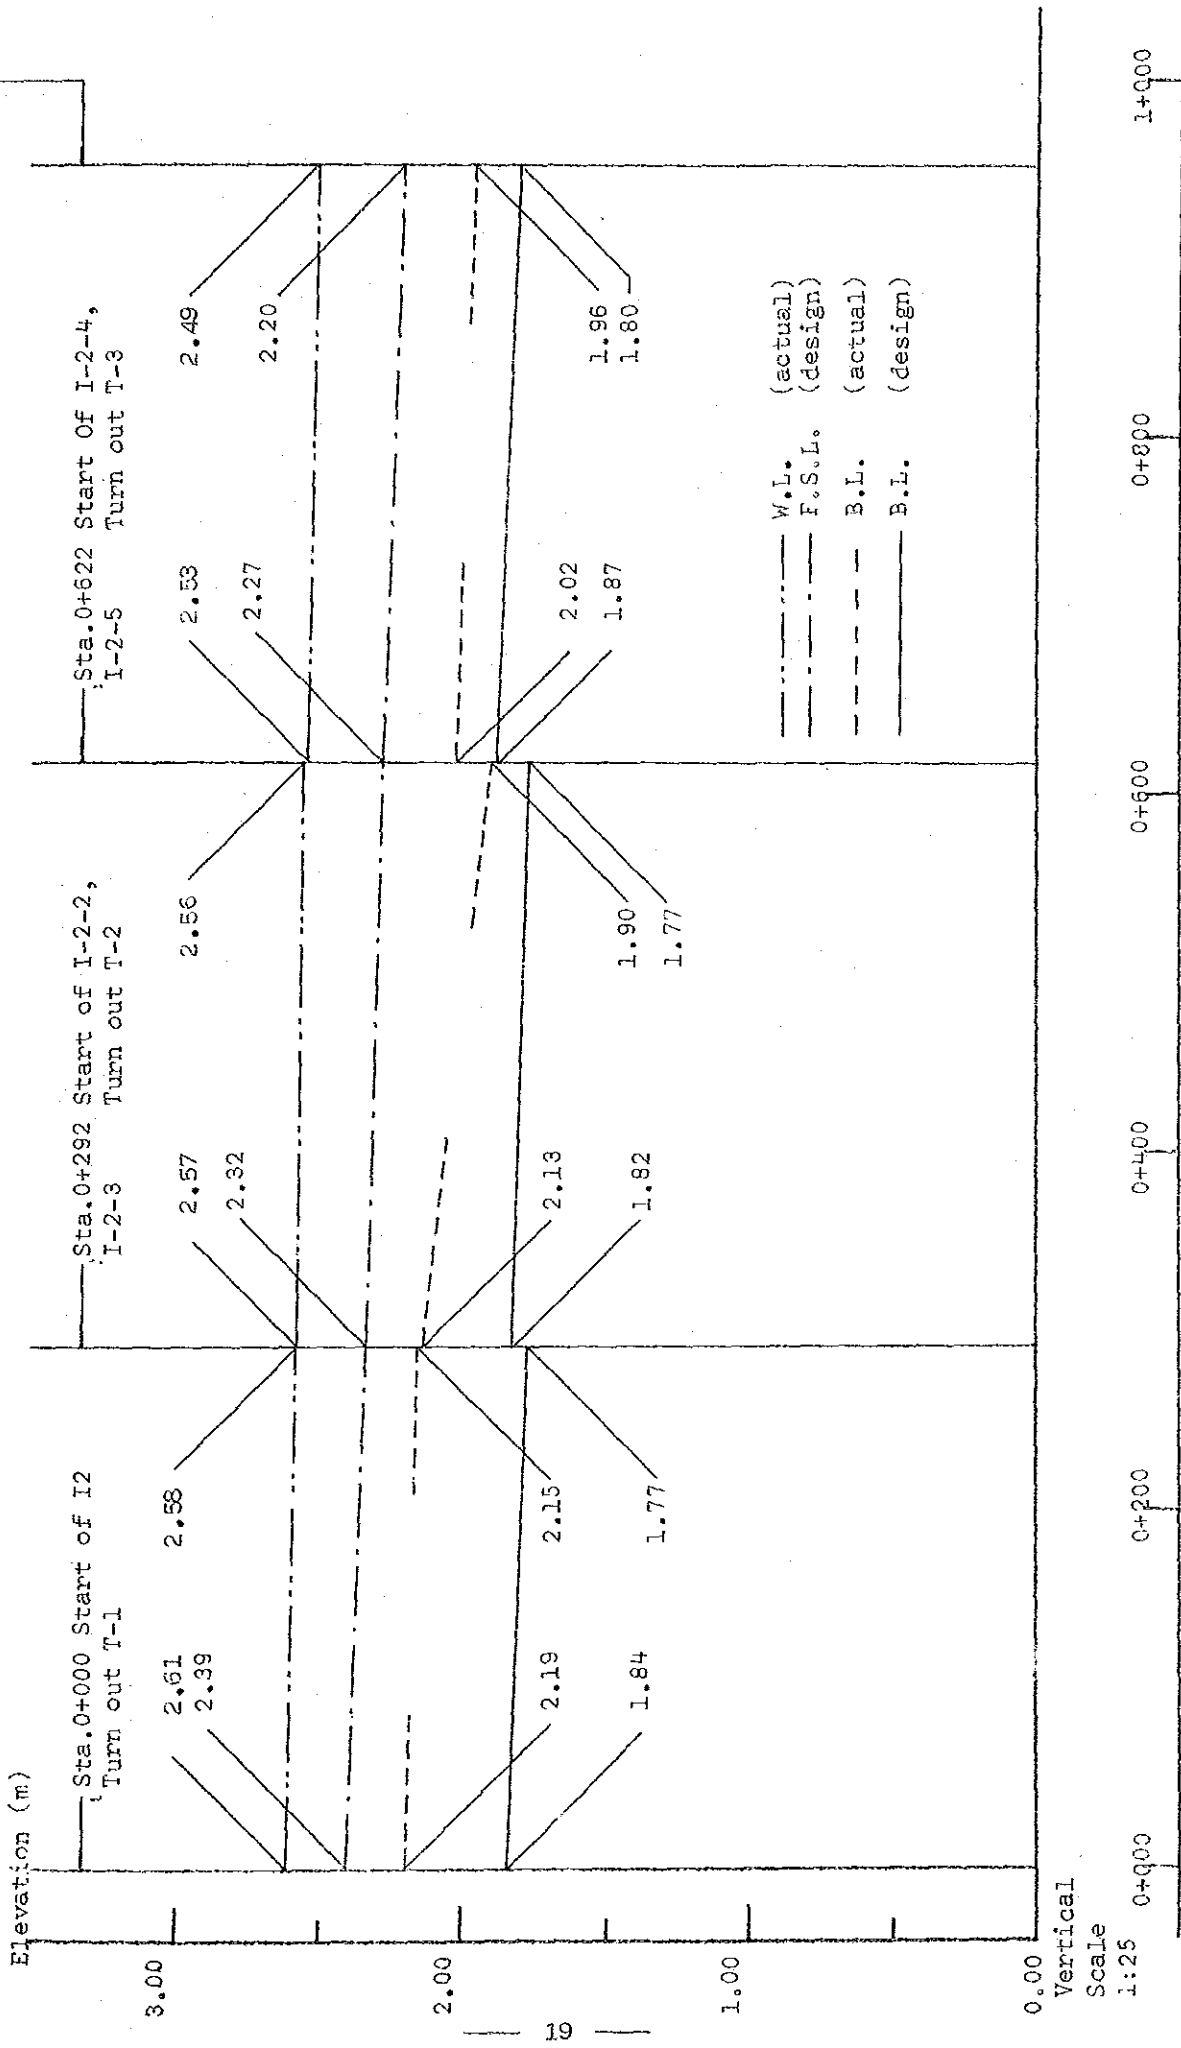 Elevation (m)
3.00
2.00
1.00
0.00
Vertical
Scale
1:25
Sta.0+000 Start of I2
Turn out T-1
2.61
2.39
2.19
1.84
2.58
2.15
1.77
Sta.0+292 Start of I-2-2,
I-2-3 Turn out T-2
2.57
2.32
2.13
1.82
2.56
1.90
1.77
Sta.0+622 Start Of I-2-4,
I-2-5 Turn out T-3
2.53
2.27
2.02
1.87
2.49
2.20
1.96
1.80
W.L. (actual)
F.S.L. (design)
B.L. (actual)
B.L. (design)
0+000
0+200
0+400
0+600
0+800
1+000
— 19 —